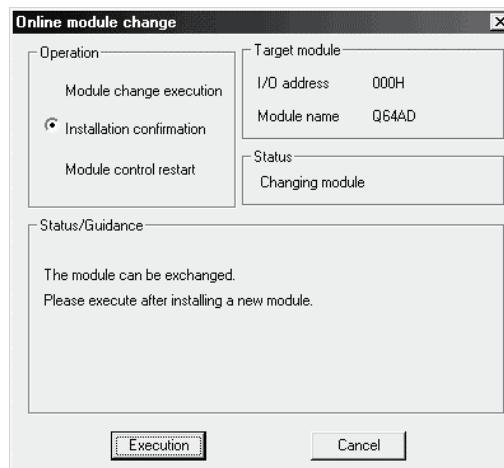 Online module change
Operation
Module change execution
Installation confirmation
Module control restart
Target module
I/O address 000H
Module name Q64AD
Status
Changing module
Status/Guidance
The module can be exchanged.
Please execute after installing a new module.
Execution
Cancel